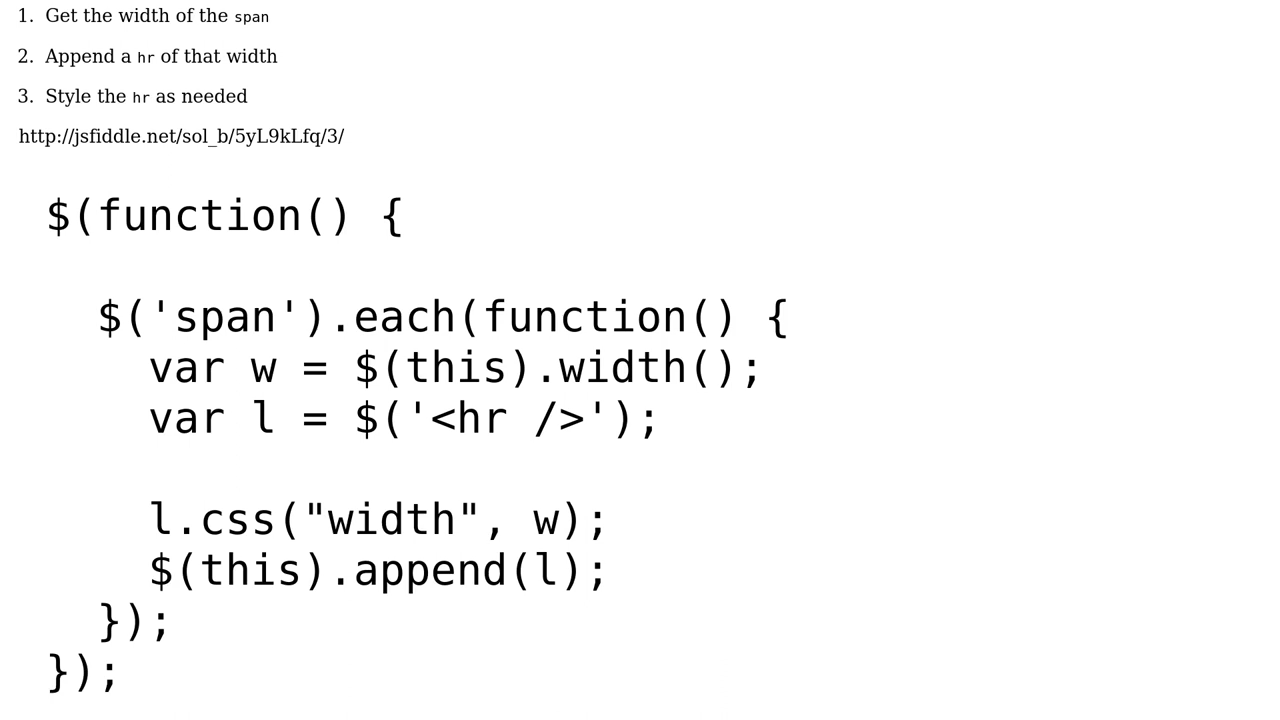 1. Get the width of the span
2. Append a hr of that width
3. Style the hr as needed
http://jsfiddle.net/sol_b/5yL9kLfq/3/
$(function() {
  $('span').each(function() {
    var w = $(this).width();
    var l = $('<hr />');
    l.css("width", w);
    $(this).append(l);
  });
});